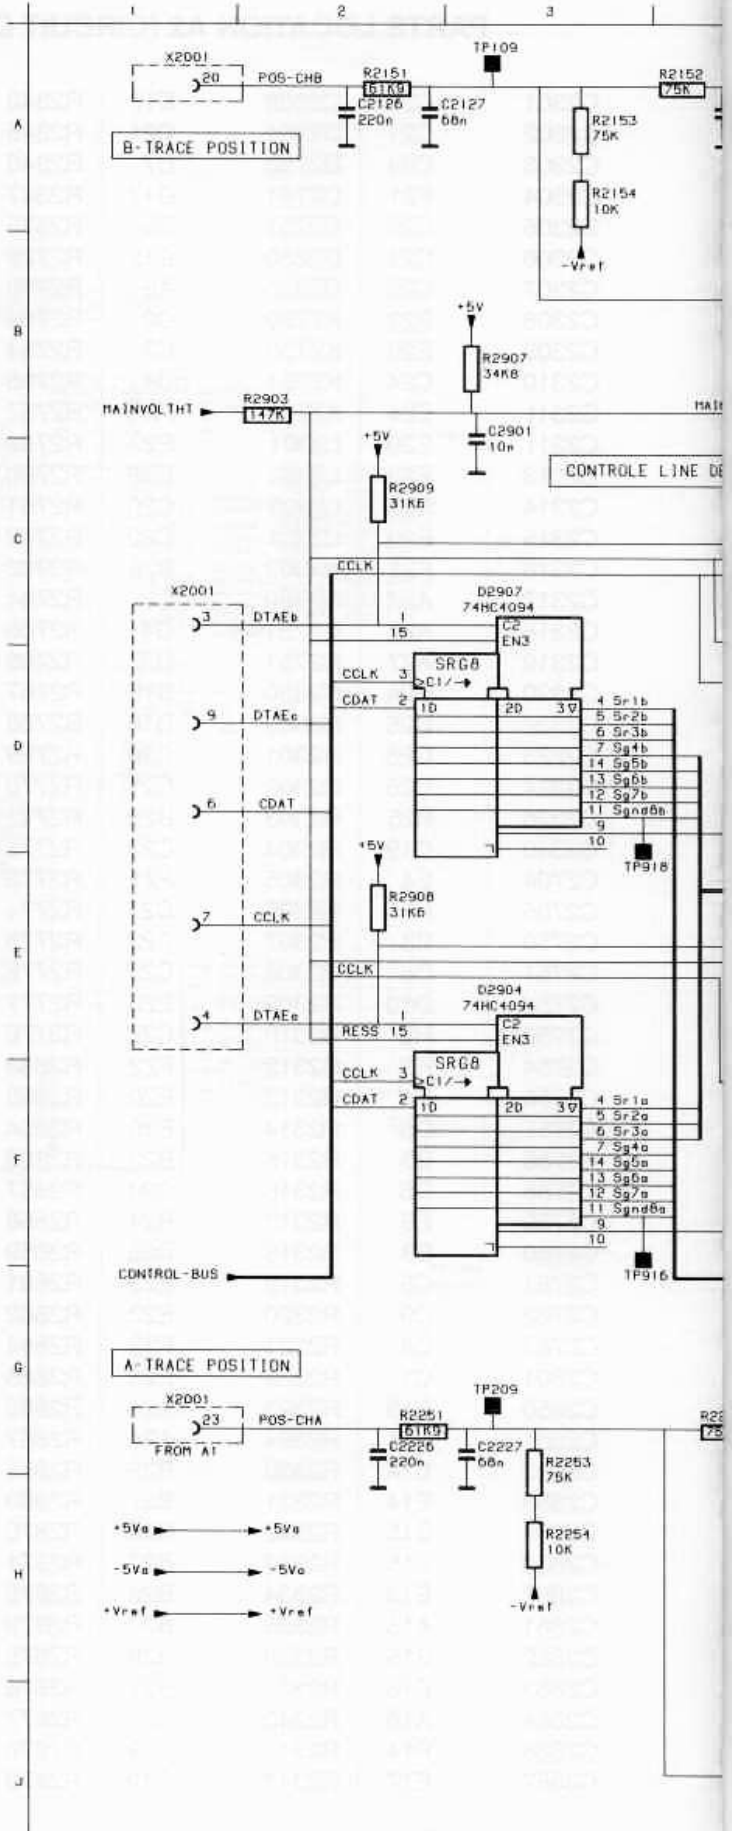 1 2 3
A
X2001
20 POS-CHB
R2151
61K9
C2126
220n
C2127
68n
TP109
R2152
75K
R2153
75K
R2154
10K
-Vref
B-TRACE POSITION
B
+5V
R2907
34K8
MAINVOLTHT
R2903
147K
C2901
10n
+5V
R2909
31K6
CONTROLE LINE
C
CCLK
X2001
3 DTAEb
1
15
D2907
74HC4094
C2
EN3
SRG8
CCLK 3
C1/→
CDAT 2
1D 2D 3▽
D
9 DTAEc
6 CDAT
4 Sr1b
5 Sr2b
6 Sr3b
7 Sg4b
14 Sg5b
13 Sg6b
12 Sg7b
11 Sgnd8b
9
10
TP918
+5V
R2908
31K6
7 CCLK
E
CCLK
4 DTAEa
1
RESS 15
D2904
74HC4094
C2
EN3
SRG8
CCLK 3
C1/→
CDAT 2
1D 2D 3▽
F
4 Sr1a
5 Sr2a
6 Sr3a
7 Sg4a
14 Sg5a
13 Sg6a
12 Sg7a
11 Sgnd8a
9
10
TP916
CONTROL-BUS
G
A-TRACE POSITION
X2001
23 POS-CHA
FROM A1
R2251
61K9
TP209
C2226
220n
C2227
68n
R2253
75K
R2254
10K
-Vref
H
+5Va +5Va
-5Va -5Va
+Vref +Vref
J